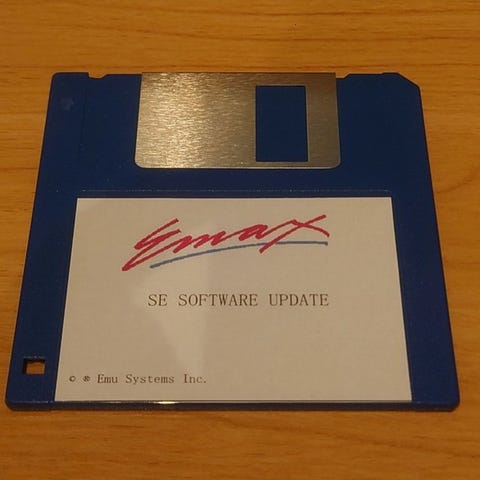 Emax
SE SOFTWARE UPDATE
© ® Emu Systems Inc.